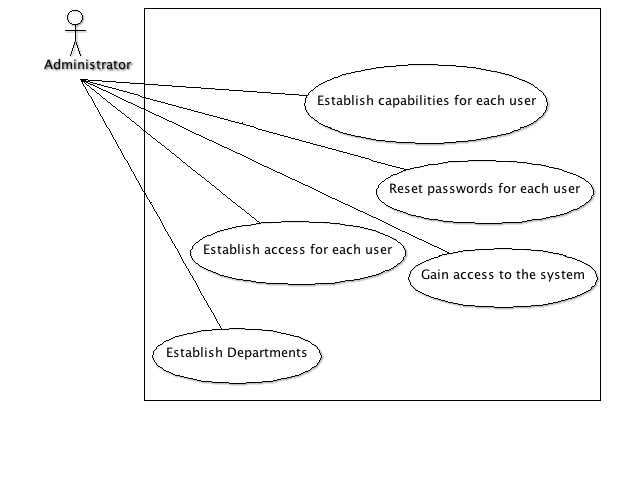 Administrator
Establish capabilities for each user
Reset passwords for each user
Establish access for each user
Gain access to the system
Establish Departments